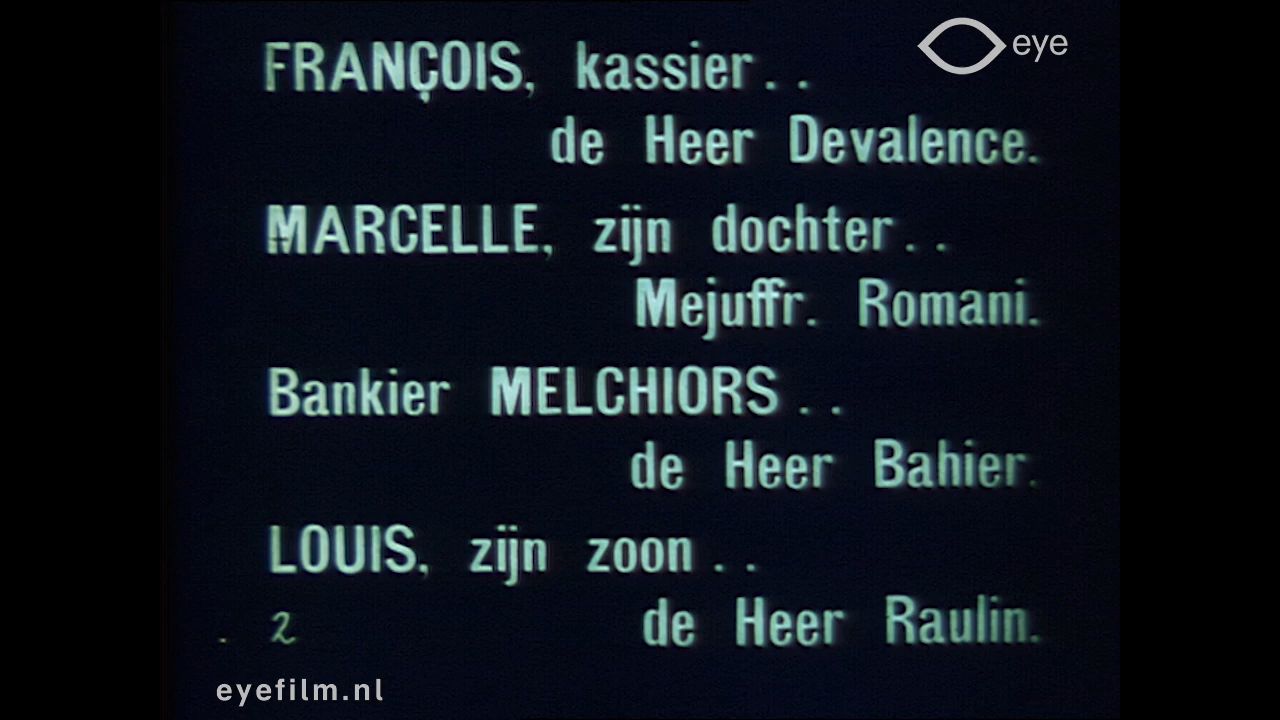 eye
FRANÇOIS, kassier . .
de Heer Devalence.
MARCELLE, zijn dochter . .
Mejuffr. Romani.
Bankier MELCHIORS . .
de Heer Bahier.
LOUIS, zijn zoon . .
. 2 de Heer Raulin.
eyefilm.nl